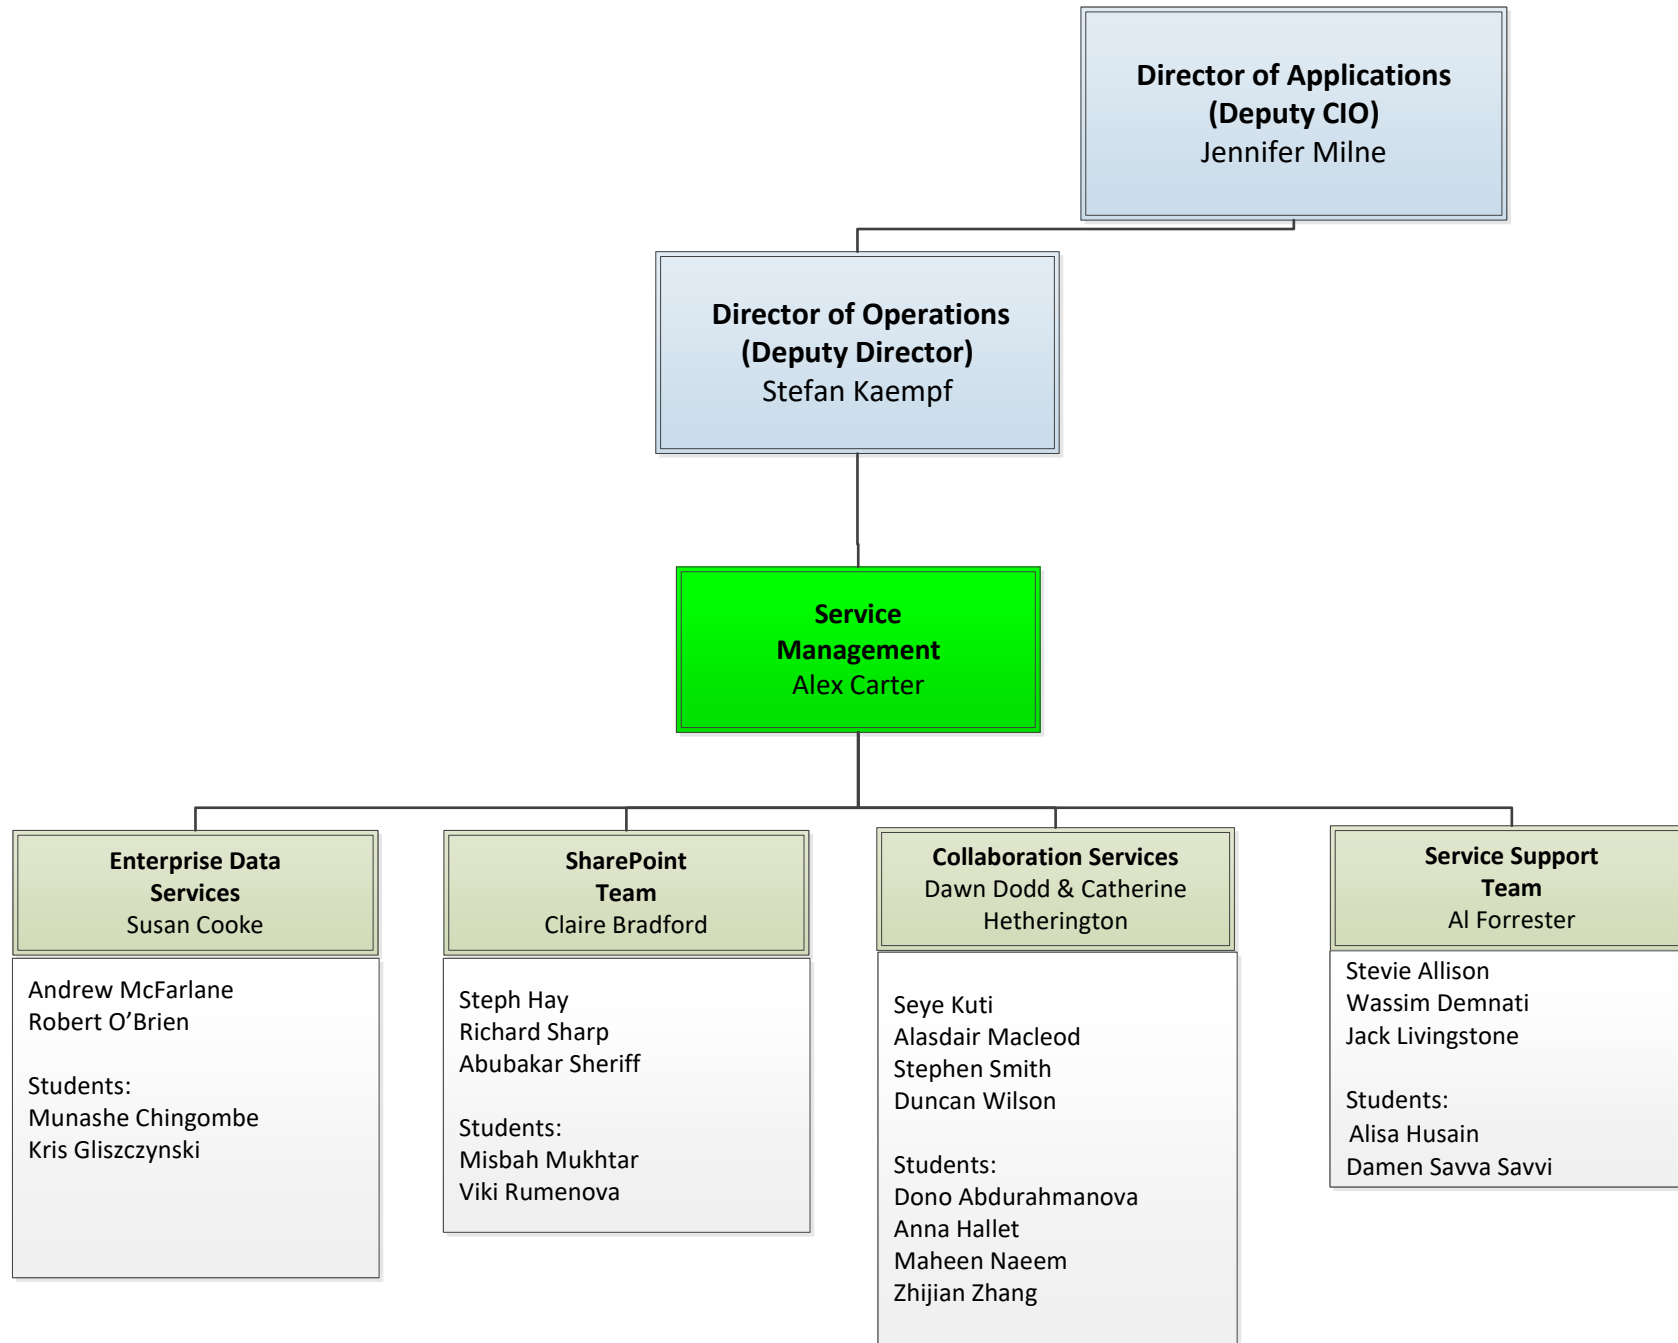 Director of Applications
(Deputy CIO)
Jennifer Milne
Director of Operations
(Deputy Director)
Stefan Kaempf
Service
Management
Alex Carter
Enterprise Data
Services
Susan Cooke
Andrew McFarlane
Robert O’Brien
Students:
Munashe Chingombe
Kris Gliszczynski
SharePoint
Team
Claire Bradford
Steph Hay
Richard Sharp
Abubakar Sheriff
Students:
Misbah Mukhtar
Viki Rumenova
Collaboration Services
Dawn Dodd & Catherine
Hetherington
Seye Kuti
Alasdair Macleod
Stephen Smith
Duncan Wilson
Students:
Dono Abdurahmanova
Anna Hallet
Maheen Naeem
Zhijian Zhang
Service Support
Team
Al Forrester
Stevie Allison
Wassim Demnati
Jack Livingstone
Students:
Alisa Husain
Damen Savva Savvi